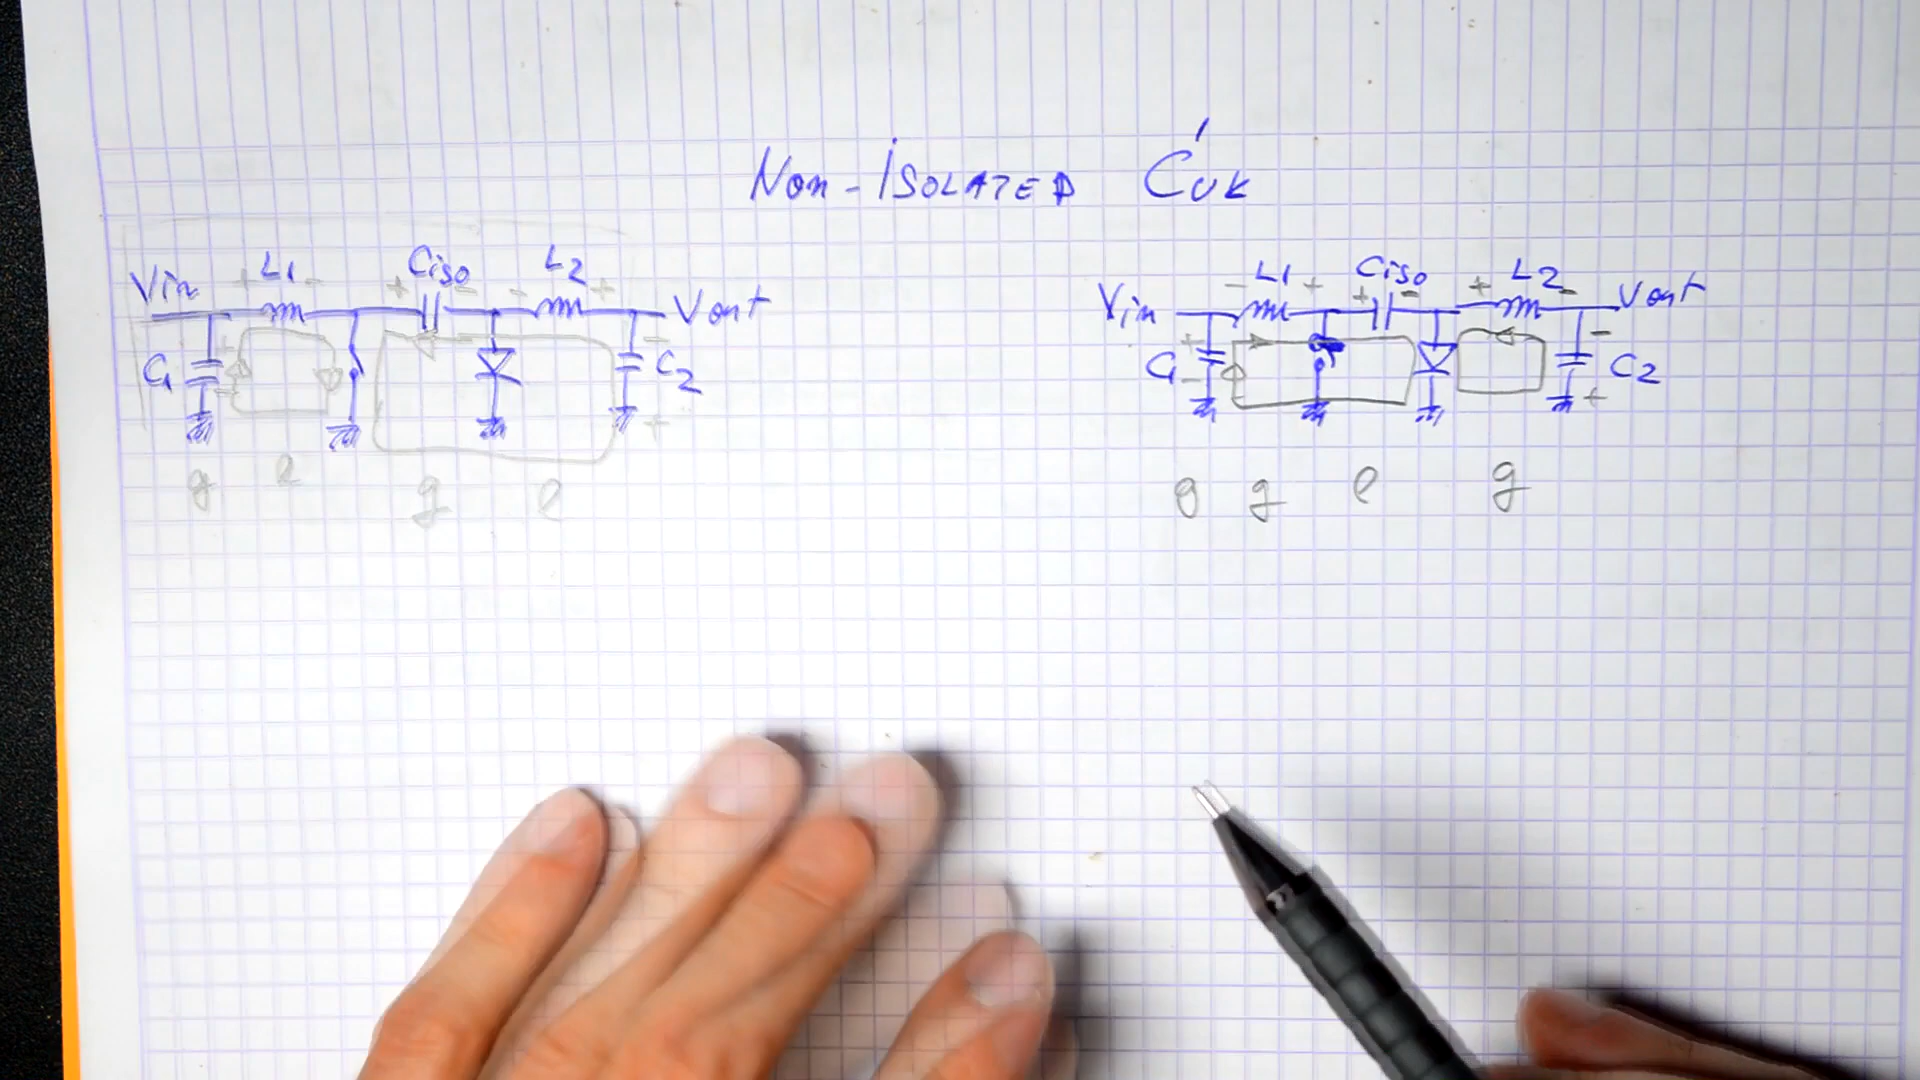 Non-Isolated Ćuk
+ L1 -
+ Ciso -
- L2 +
Vin
Vout
C1
+
-
C2
-
+
g e g e
- L1 +
+ Ciso -
+ L2 -
Vin
Vout
C1
+
-
C2
-
+
g g e g